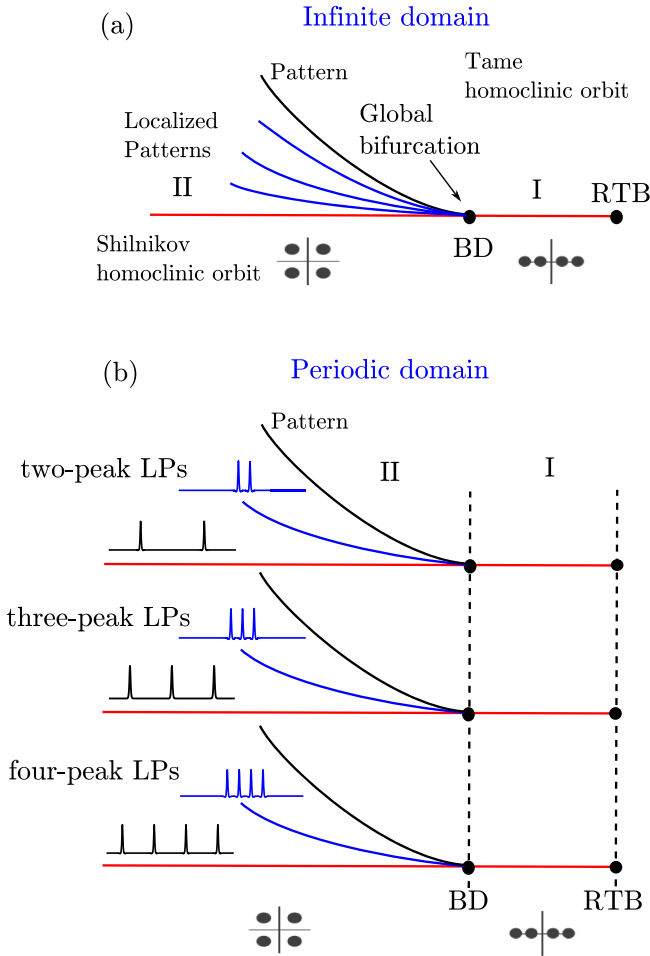 (a)
Infinite domain
Pattern
Tame
homoclinic orbit
Localized
Patterns
Global
bifurcation
II
I
RTB
BD
Shilnikov
homoclinic orbit
(b)
Periodic domain
Pattern
two-peak LPs
II
I
three-peak LPs
four-peak LPs
BD
RTB